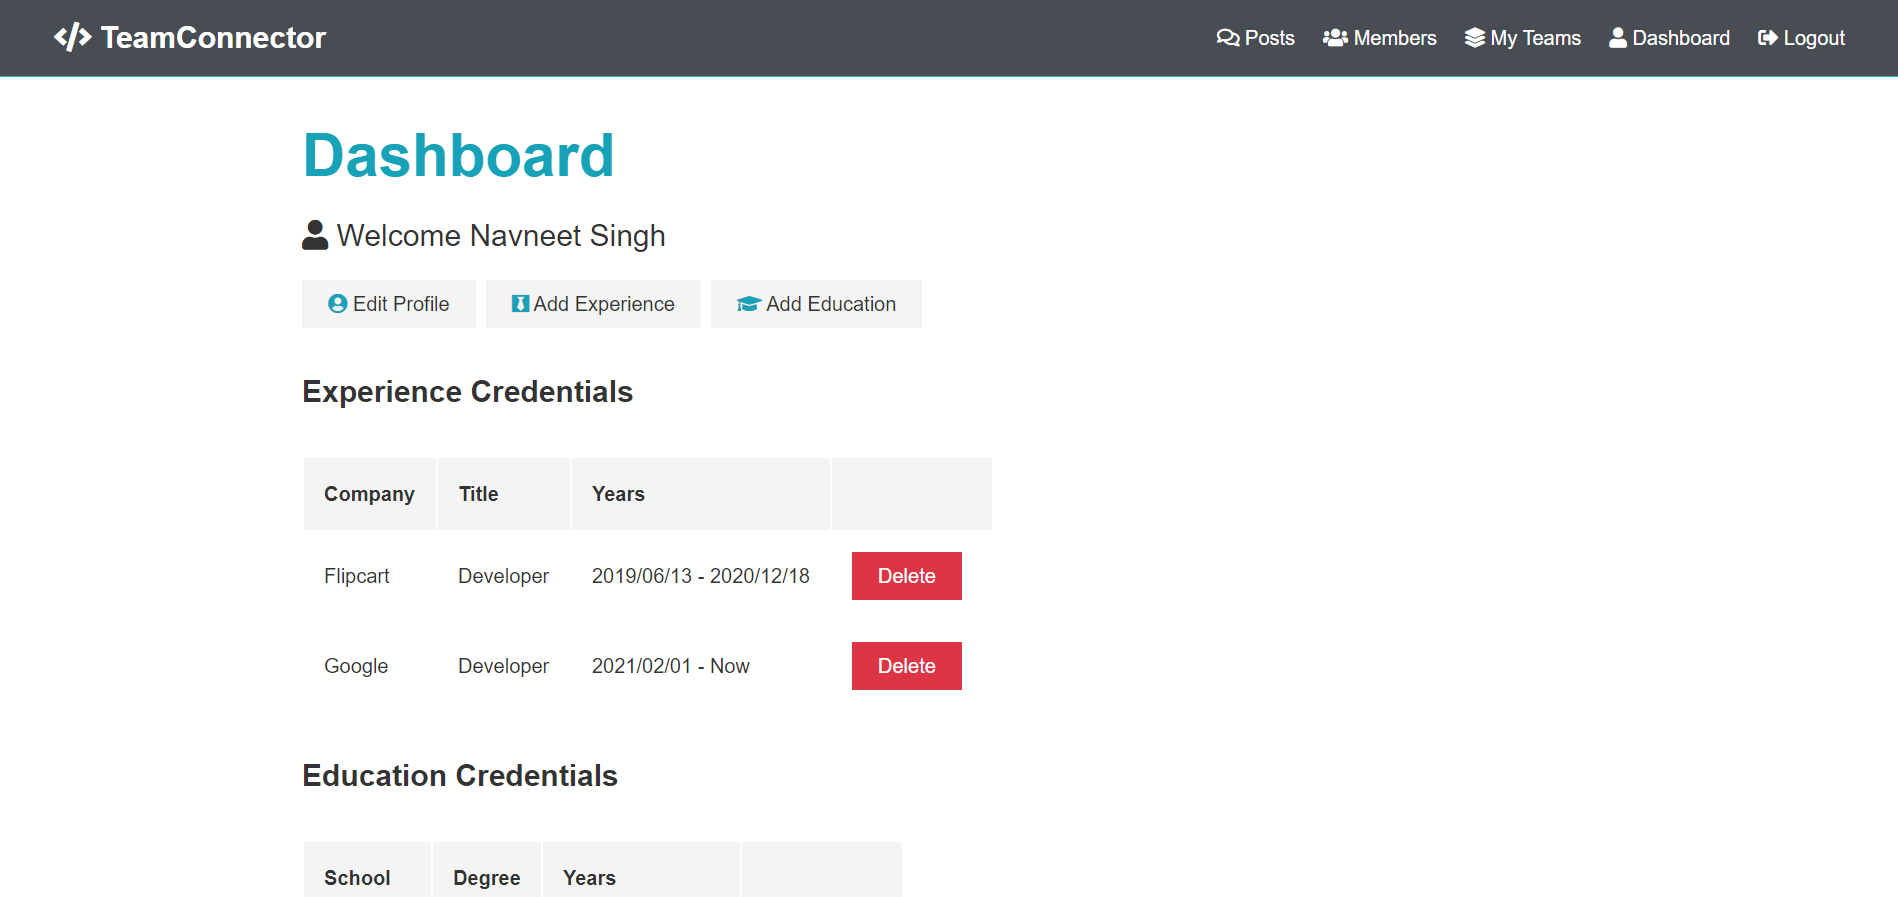 TeamConnector Posts Members My Teams Dashboard Logout
Dashboard
Welcome Navneet Singh
Edit Profile Add Experience Add Education
Experience Credentials
Company Title Years
Flipcart Developer 2019/06/13 - 2020/12/18 Delete
Google Developer 2021/02/01 - Now Delete
Education Credentials
School Degree Years